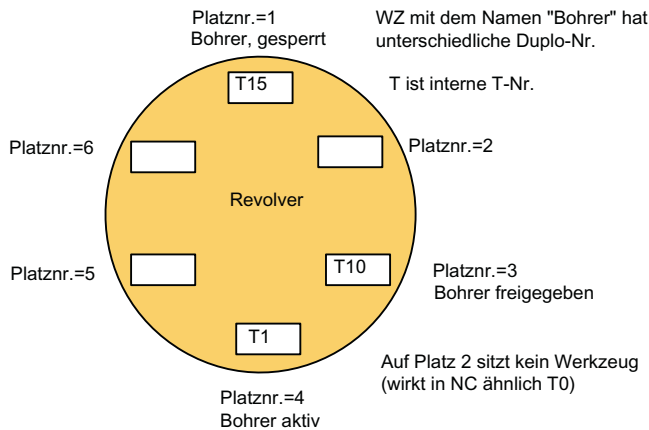 Platznr.=1
Bohrer, gesperrt
WZ mit dem Namen "Bohrer" hat
unterschiedliche Duplo-Nr.
T15
T ist interne T-Nr.
Platznr.=6
Platznr.=2
Revolver
Platznr.=5
T10
Platznr.=3
Bohrer freigegeben
T1
Auf Platz 2 sitzt kein Werkzeug
(wirkt in NC ähnlich T0)
Platznr.=4
Bohrer aktiv